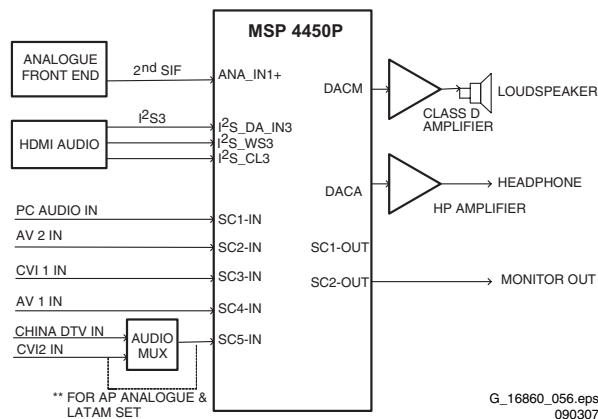 MSP 4450P
ANALOGUE
FRONT END
2nd SIF
ANA_IN1+
HDMI AUDIO
I2S3
I2S_DA_IN3
I2S_WS3
I2S_CL3
PC AUDIO IN
SC1-IN
AV 2 IN
SC2-IN
CVI 1 IN
SC3-IN
AV 1 IN
SC4-IN
CHINA DTV IN
CVI2 IN
AUDIO
MUX
SC5-IN
** FOR AP ANALOGUE &
LATAM SET
DACM
CLASS D
AMPLIFIER
LOUDSPEAKER
DACA
HP AMPLIFIER
HEADPHONE
SC1-OUT
SC2-OUT
MONITOR OUT
G_16860_056.eps
090307